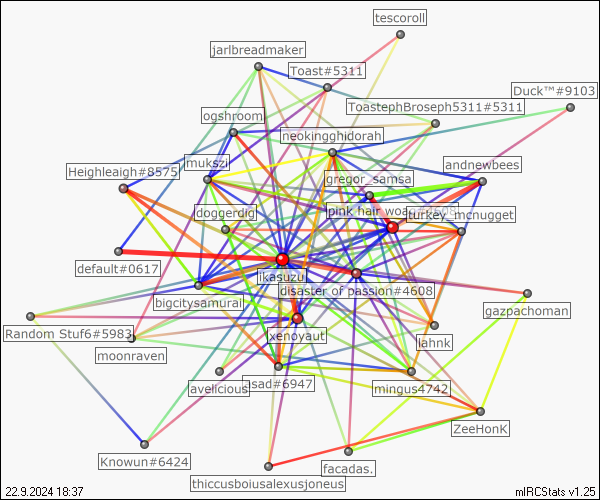 tescoroll
jarlbreadmaker
Toast#5311
Duck™#9103
ogshroom
ToastephBroseph5311#5311
neokingghidorah
mukszi
andnewbees
Heighleaigh#8575
gregor_samsa
doggerdig
pink hair
turkey_mcnugget
default#0617
ikasuzu
disaster of passion#4608
bigcitysamurai
gazpachoman
Random Stuf6#5983
xenoyaut
lahnk
moonraven
avelicious
asad#6947
mingus4742
ZeeHonK
Knowun#6424
facadas.
thiccusboiusalexusjoneus
22.9.2024 18:37
mIRCStats v1.25